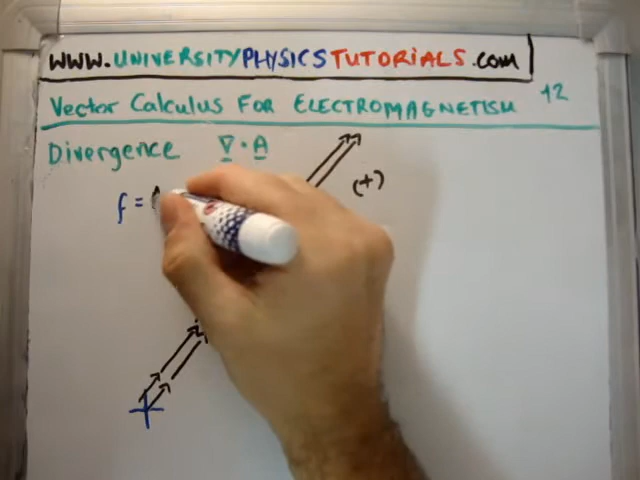 WWW.UNIVERSITYPHYSICSTUTORIALS.COM
Vector Calculus FOR ELECTROMAGNETISM 12
Divergence ∇ · A
(+)
f =